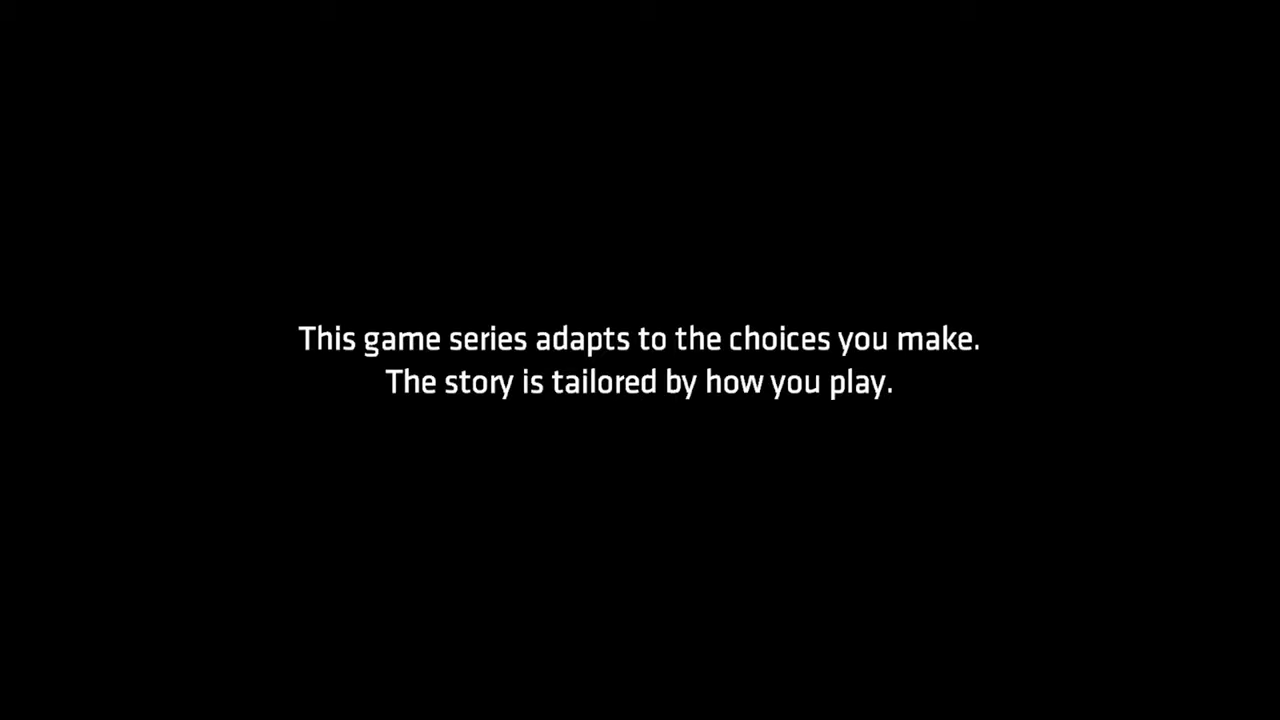 This game series adapts to the choices you make.
The story is tailored by how you play.